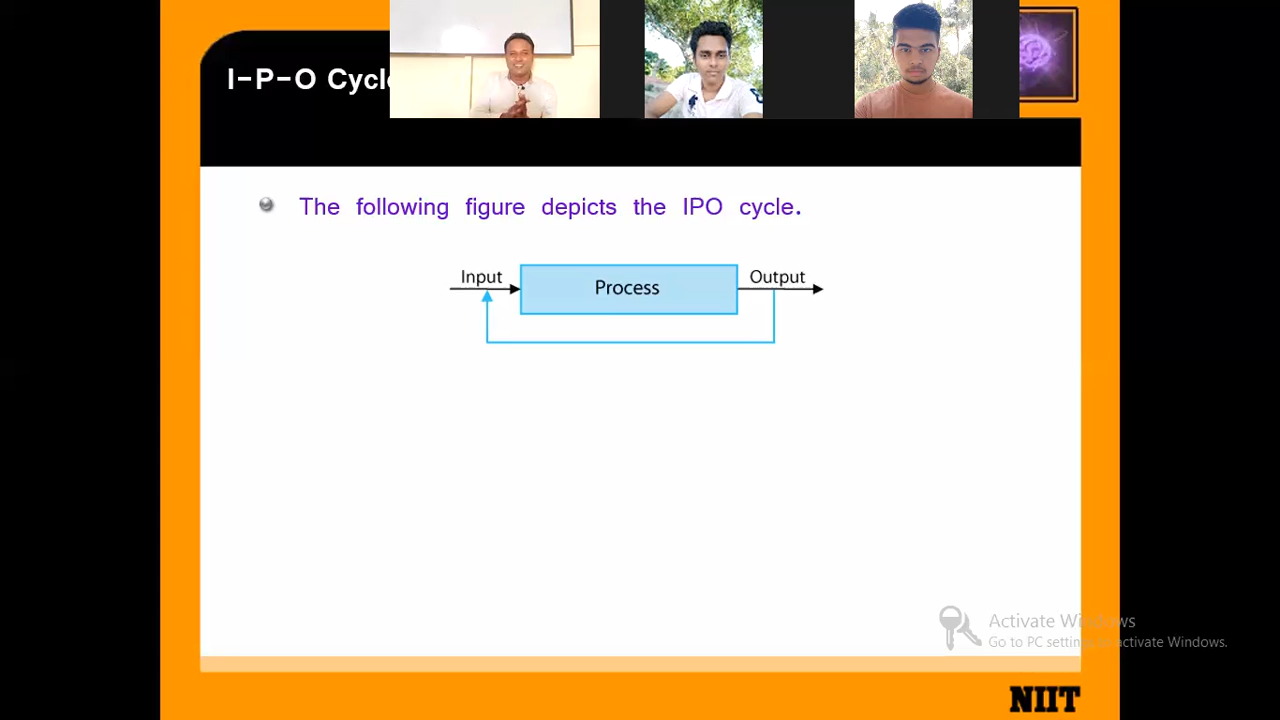 I-P-O Cycle
The following figure depicts the IPO cycle.
Input
Process
Output
Activate Windows
Go to PC settings to activate Windows.
NIIT